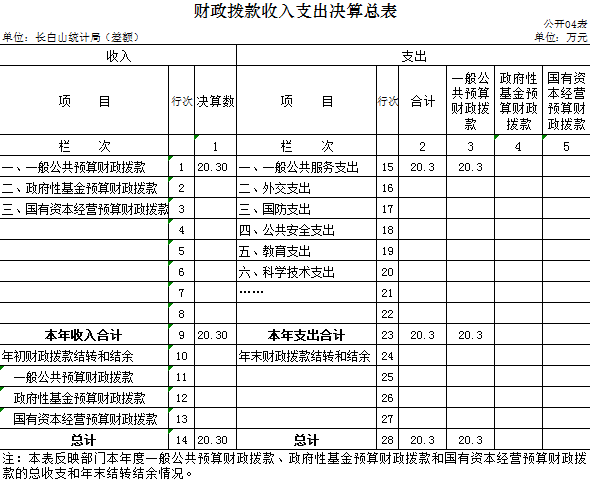 财政拨款收入支出决算总表
公开04表
单位：长白山统计局（差额） 单位：万元
收入 支出
项 目 行次 决算数 项 目 行次 合计 一般公共预算财政拨款 政府性基金预算财政拨款 国有资本经营预算财政拨款
栏 次 1 栏 次 2 3 4 5
一、一般公共预算财政拨款 1 20.30 一、一般公共服务支出 15 20.3 20.3
二、政府性基金预算财政拨款 2 二、外交支出 16
三、国有资本经营预算财政拨款 3 三、国防支出 17
4 四、公共安全支出 18
5 五、教育支出 19
6 六、科学技术支出 20
7 …… 21
8 22
本年收入合计 9 20.30 本年支出合计 23 20.3 20.3
年初财政拨款结转和结余 10 年末财政拨款结转和结余 24
一般公共预算财政拨款 11 25
政府性基金预算财政拨款 12 26
国有资本经营预算财政拨款 13 27
总计 14 20.30 总计 28 20.3 20.3
注：本表反映部门本年度一般公共预算财政拨款、政府性基金预算财政拨款和国有资本经营预算财政拨
款的总收支和年末结转结余情况。